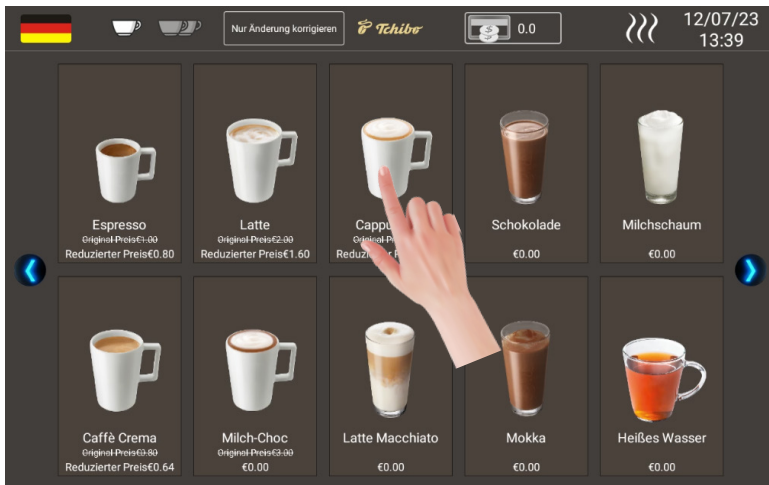 Nur Änderung korrigieren
Tchibo
0.0
12/07/23
13:39
Espresso
Original Preis€1.00
Reduzierter Preis€0.80
Latte
Original Preis€2.00
Reduzierter Preis€1.60
Schokolade
€0.00
Milchschaum
€0.00
Caffè Crema
Original Preis€0.80
Reduzierter Preis€0.64
Milch-Choc
Original Preis€3.00
€0.00
Latte Macchiato
€0.00
Mokka
€0.00
Heißes Wasser
€0.00